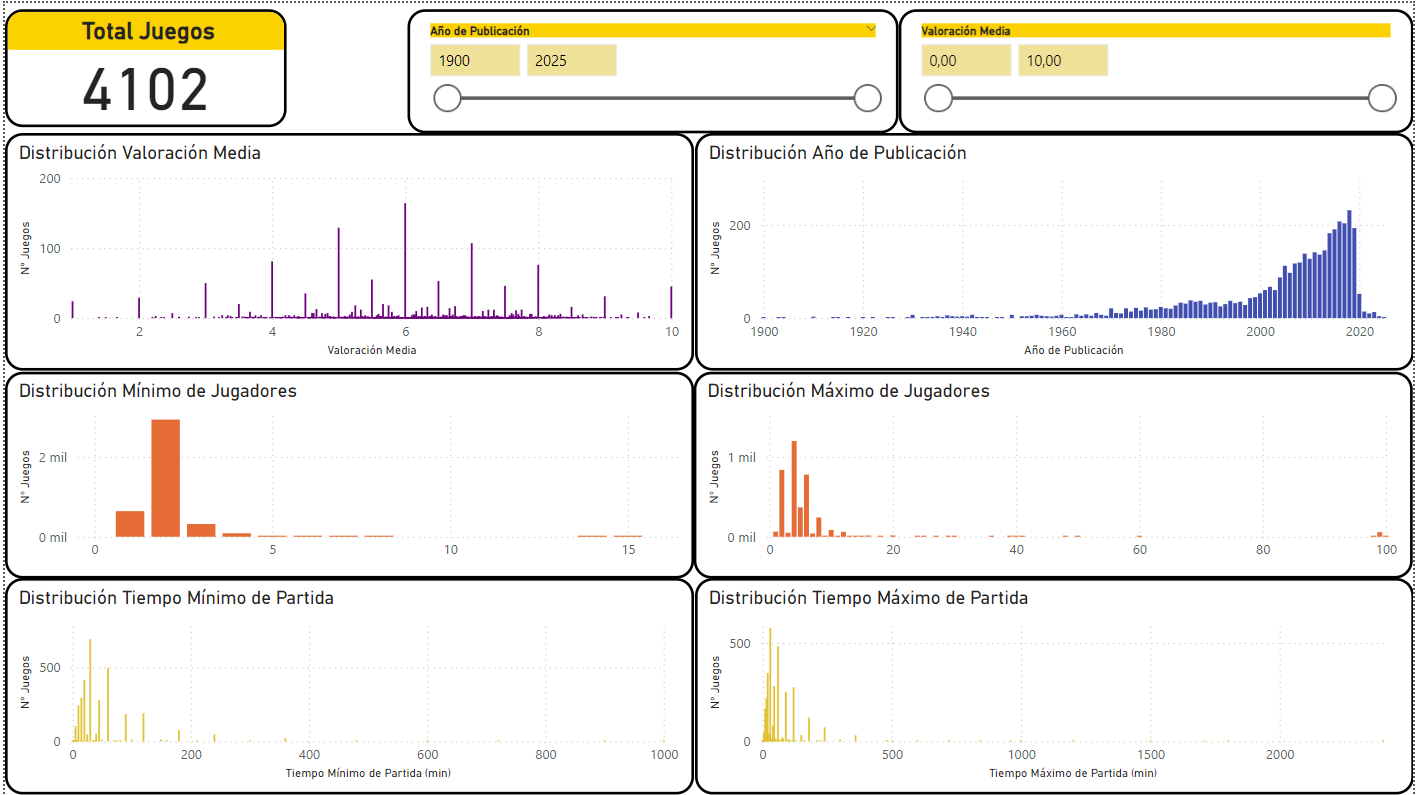 Total Juegos
4102
Año de Publicación
1900 2025
Valoración Media
0,00 10,00
Distribución Valoración Media
200
100
0
Nº Juegos
2 4 6 8 10
Valoración Media
Distribución Año de Publicación
200
0
Nº Juegos
1900 1920 1940 1960 1980 2000 2020
Año de Publicación
Distribución Mínimo de Jugadores
2 mil
0 mil
Nº Juegos
0 5 10 15
Distribución Máximo de Jugadores
1 mil
0 mil
Nº Juegos
0 20 40 60 80 100
Distribución Tiempo Mínimo de Partida
500
0
Nº Juegos
0 200 400 600 800 1000
Tiempo Mínimo de Partida (min)
Distribución Tiempo Máximo de Partida
500
0
Nº Juegos
0 500 1000 1500 2000
Tiempo Máximo de Partida (min)